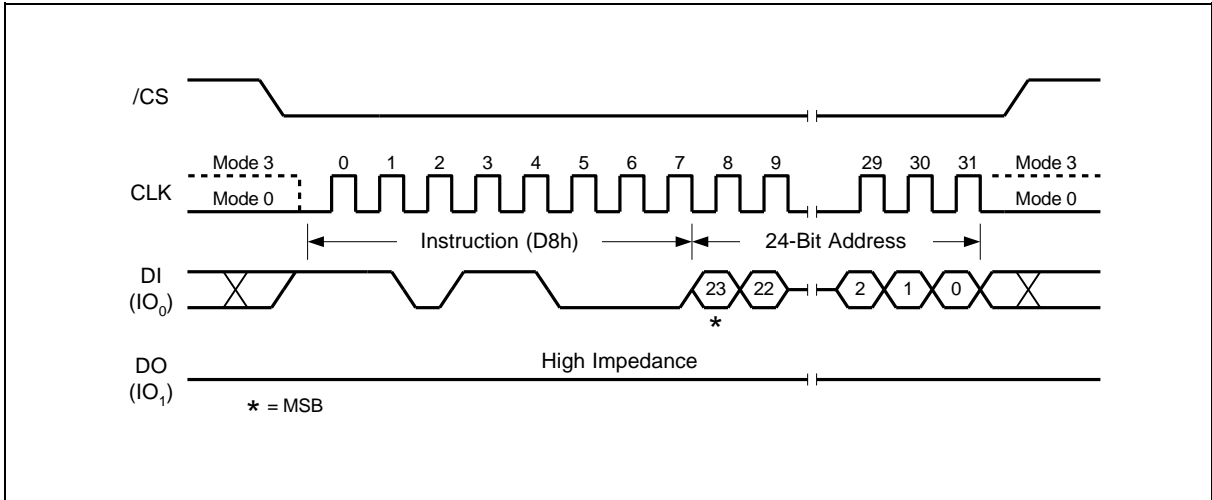 /CS
Mode 3 0 1 2 3 4 5 6 7 8 9 29 30 31 Mode 3
CLK
Mode 0 Mode 0
Instruction (D8h) 24-Bit Address
DI
(IO0) 23 22 2 1 0
*
High Impedance
DO
(IO1)
* = MSB